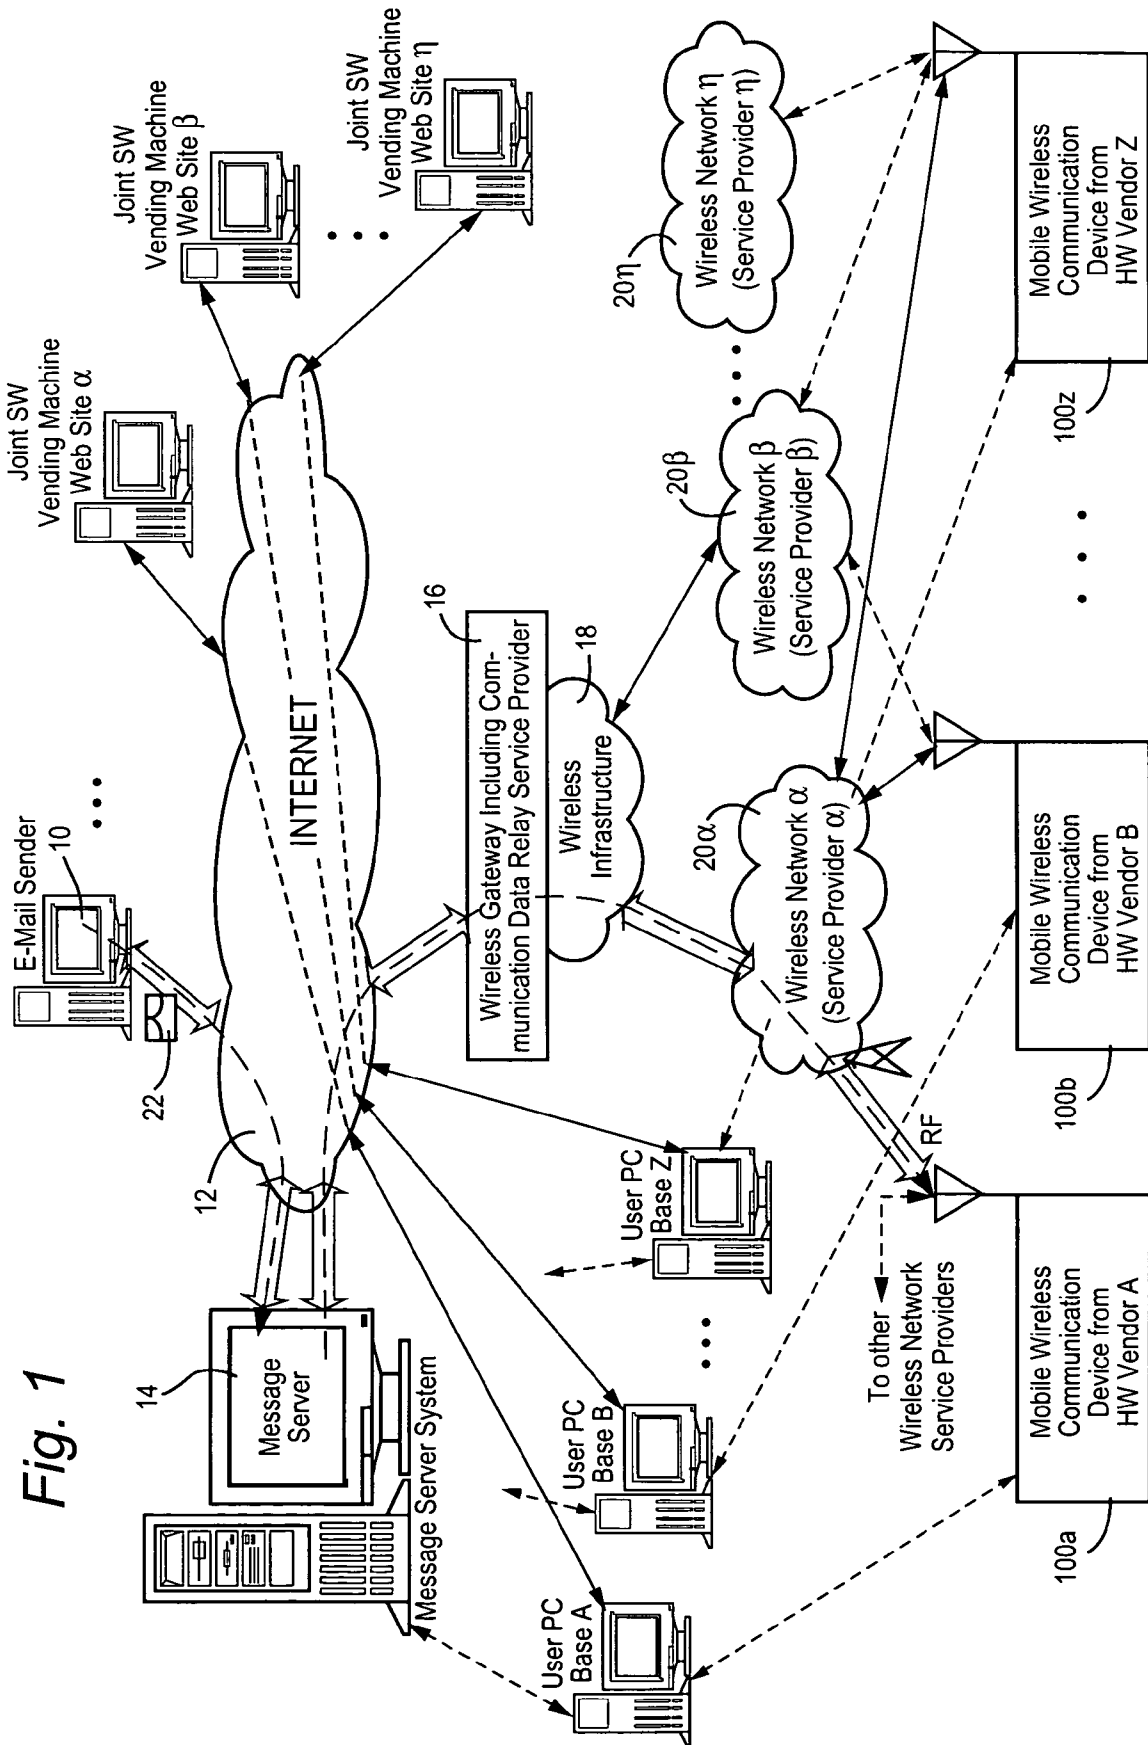 Fig. 1
E-Mail Sender
10
22
12
14
Message
Server
Message Server System
INTERNET
Joint SW
Vending Machine
Web Site α
Joint SW
Vending Machine
Web Site β
Joint SW
Vending Machine
Web Site η
16
Wireless Gateway Including Com-
munication Data Relay Service Provider
18
Wireless
Infrastructure
User PC
Base A
User PC
Base B
User PC
Base Z
20α
Wireless Network α
(Service Provider α)
20β
Wireless Network β
(Service Provider β)
20η
Wireless Network η
(Service Provider η)
RF
To other
Wireless Network
Service Providers
Mobile Wireless
Communication
Device from
HW Vendor A
100a
Mobile Wireless
Communication
Device from
HW Vendor B
100b
Mobile Wireless
Communication
Device from
HW Vendor Z
100z